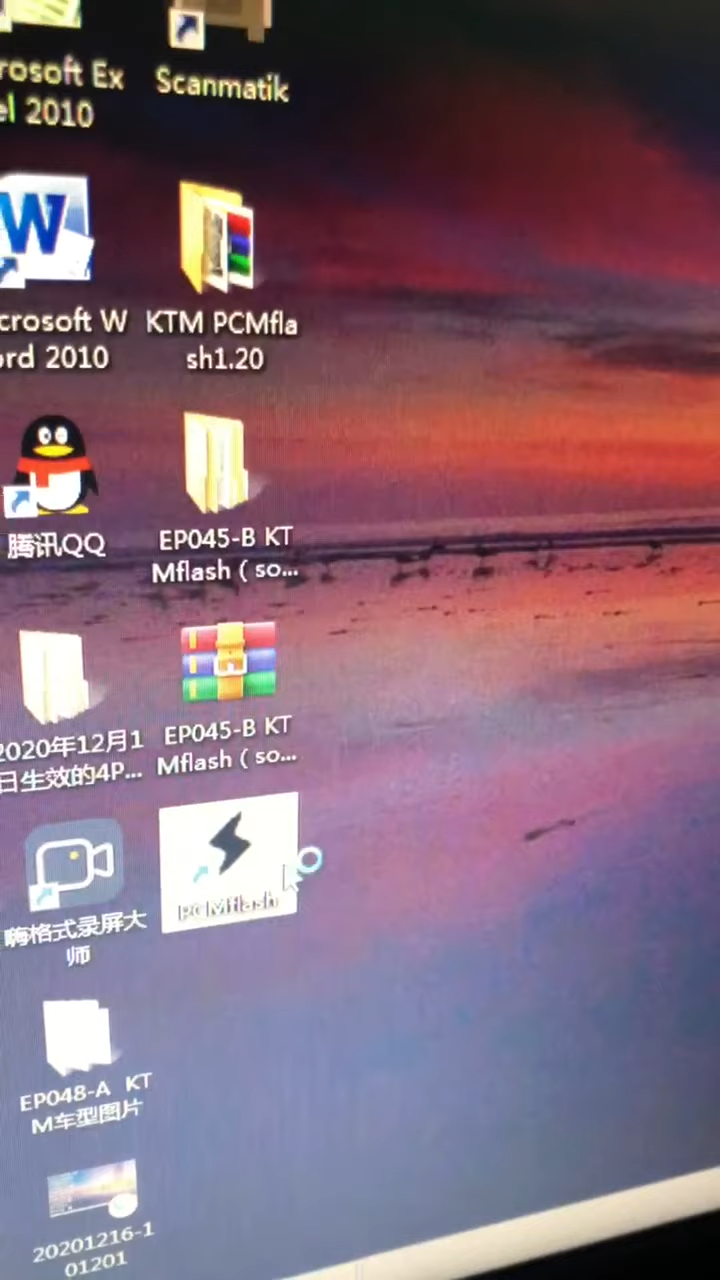 rosoft Ex
el 2010
Scanmatik
W
crosoft W
ord 2010
KTM PCMfla
sh1.20
腾讯QQ
EP045-B KT
Mflash ( so...
2020年12月1
日生效的4P...
EP045-B KT
Mflash ( so...
嗨格式录屏大
师
PCMflash
EP048-A KT
M车型图片
20201216-1
01201